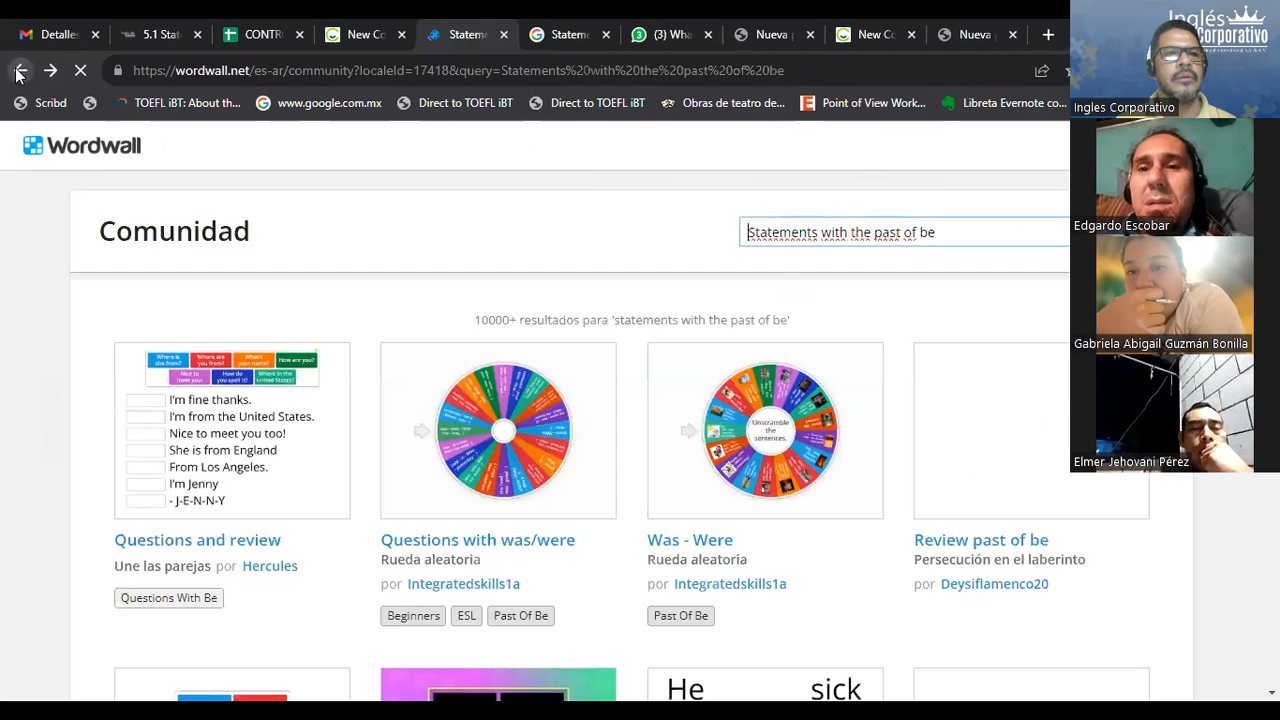 Detalles
5.1 Stat
CONTR
New Co
Statem
Stateme
(3) Wha
Nueva p
New Co
Nueva p
https://wordwall.net/es-ar/community?localeId=17418&query=Statements%20with%20the%20past%20of%20be
Scribd
TOEFL iBT: About th...
www.google.com.mx
Direct to TOEFL iBT
Direct to TOEFL iBT
Obras de teatro de...
Point of View Work...
Libreta Evernote co...
Inglés
Corporativo
Ingles Corporativo
Edgardo Escobar
Gabriela Abigail Guzmán Bonilla
Elmer Jehovani Pérez
Wordwall
Comunidad
Statements with the past of be
10000+ resultados para 'statements with the past of be'
Where is she from?
Where are you from?
What's your name?
How are you?
Nice to meet you!
How do you spell it?
Where in the United States?
I'm fine thanks.
I'm from the United States.
Nice to meet you too!
She is from England
From Los Angeles.
I'm Jenny
- J-E-N-N-Y
Unscramble
the
sentences.
Questions and review
Une las parejas por Hercules
Questions With Be
Questions with was/were
Rueda aleatoria
por Integratedskills1a
Beginners
ESL
Past Of Be
Was - Were
Rueda aleatoria
por Integratedskills1a
Past Of Be
Review past of be
Persecución en el laberinto
por Deysiflamenco20
He sick